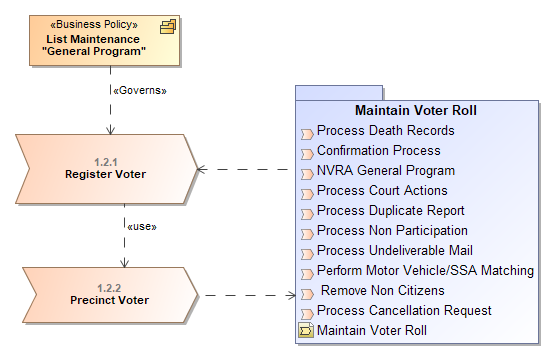 «Business Policy»
List Maintenance
"General Program"
«Governs»
1.2.1
Register Voter
«use»
1.2.2
Precinct Voter
Maintain Voter Roll
Process Death Records
Confirmation Process
NVRA General Program
Process Court Actions
Process Duplicate Report
Process Non Participation
Process Undeliverable Mail
Perform Motor Vehicle/SSA Matching
Remove Non Citizens
Process Cancellation Request
Maintain Voter Roll